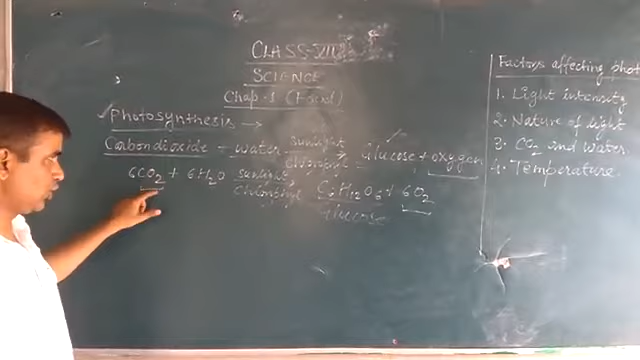 CLASS-VIII
SCIENCE
Chap-1 (Food)
Photosynthesis →
Carbondioxide + water sunlight chlorophyll Glucose + oxygen
6CO2 + 6H2O sunlight chlorophyll C6H12O6 + 6O2
Glucose
Factors affecting phot
1. Light intensity
2. Nature of light
3. CO2 and water.
4. Temperature.